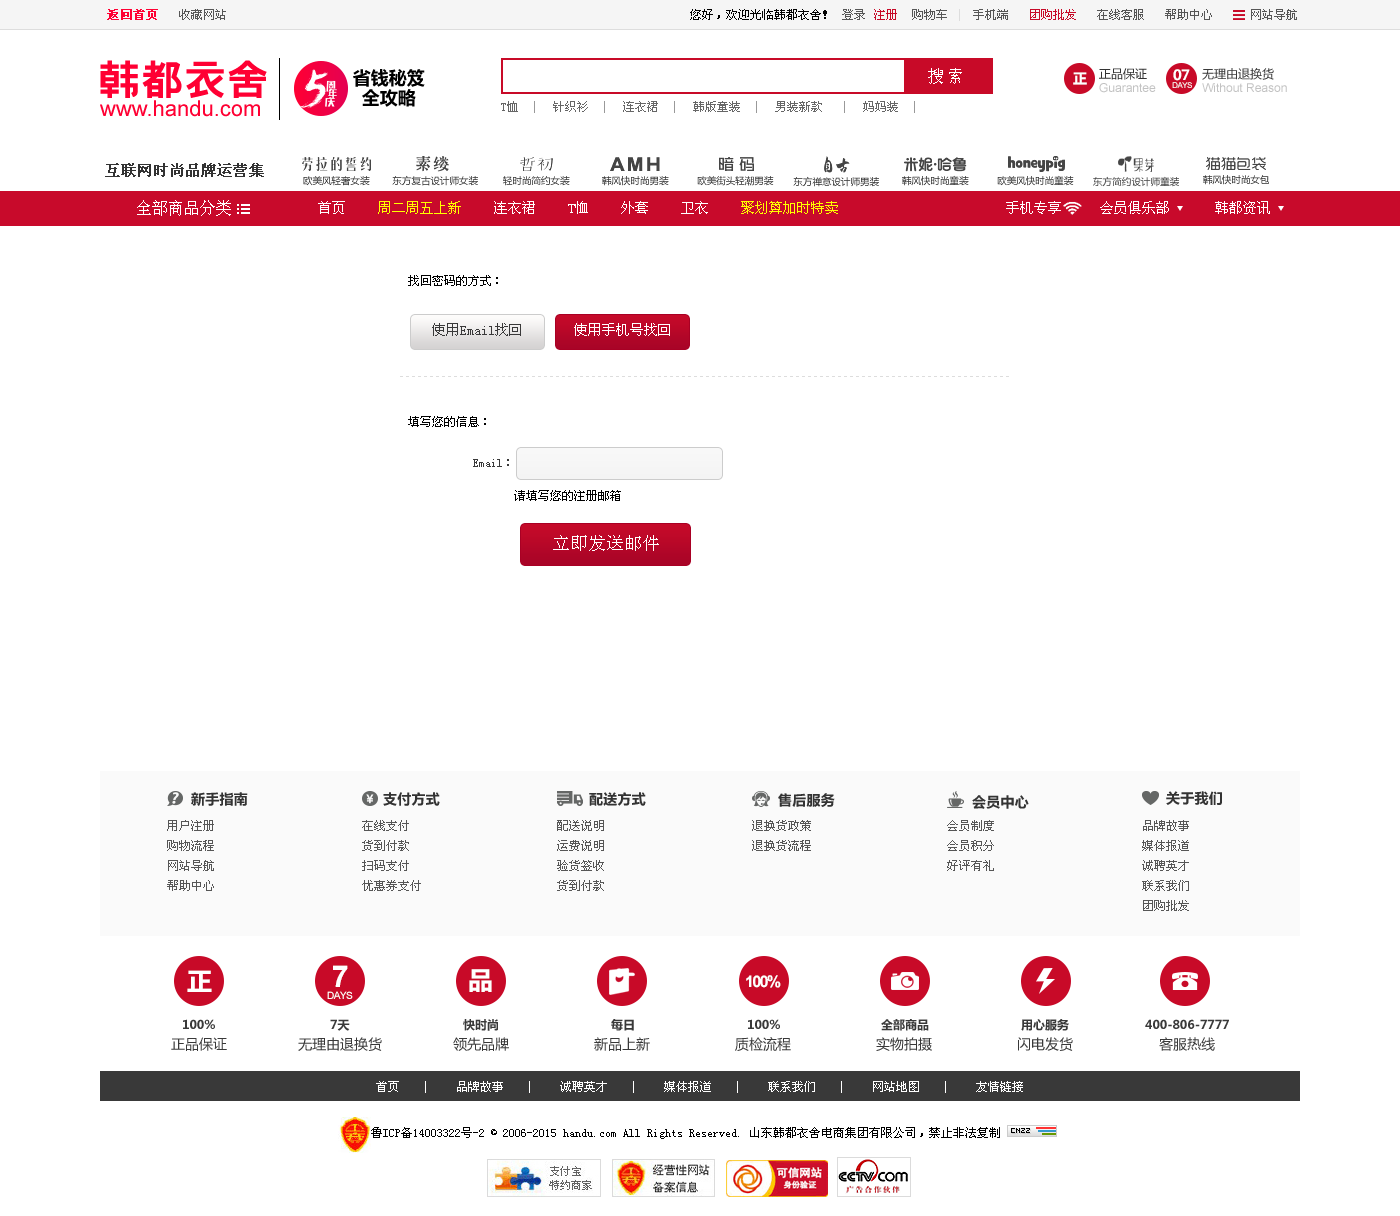 返回首页 收藏网站 您好，欢迎光临韩都衣舍！ 登录 注册 购物车 手机端 团购批发 在线客服 帮助中心 网站导航
韩都衣舍
www.handu.com
5周年庆
省钱秘笈
全攻略
搜 索
T恤 | 针织衫 | 连衣裙 | 韩版童装 | 男装新款 | 妈妈装 |
正 正品保证 Guarantee
07 DAYS 无理由退换货 Without Reason
互联网时尚品牌运营集
劳拉的誓约 素缕 哲初 AMH 暗码 自古 米妮·哈鲁 honeypig 果芽 猫猫包袋
欧美风轻奢女装 东方复古设计师女装 轻时尚简约女装 韩风快时尚男装 欧美街头轻潮男装 东方禅意设计师男装 韩风快时尚童装 欧美风快时尚童装 东方简约设计师童装 韩风快时尚女包
全部商品分类 首页 周二周五上新 连衣裙 T恤 外套 卫衣 聚划算加时特卖 手机专享 会员俱乐部 韩都资讯
找回密码的方式：
使用Email找回 使用手机号找回
填写您的信息：
Email：
请填写您的注册邮箱
立即发送邮件
新手指南 支付方式 配送方式 售后服务 会员中心 关于我们
用户注册 在线支付 配送说明 退换货政策 会员制度 品牌故事
购物流程 货到付款 运费说明 退换货流程 会员积分 媒体报道
网站导航 扫码支付 验货签收 好评有礼 诚聘英才
帮助中心 优惠券支付 货到付款 联系我们
团购批发
正 7 DAYS 品 100%
100% 7天 快时尚 每日 100% 全部商品 用心服务 400-806-7777
正品保证 无理由退换货 领先品牌 新品上新 质检流程 实物拍摄 闪电发货 客服热线
首页 | 品牌故事 | 诚聘英才 | 媒体报道 | 联系我们 | 网站地图 | 友情链接
鲁ICP备14003322号-2 © 2006-2015 handu.com All Rights Reserved. 山东韩都衣舍电商集团有限公司，禁止非法复制 CNZZ
支付宝
特约商家
经营性网站
备案信息
可信网站
身份验证
CCTV.com
广告合作伙伴